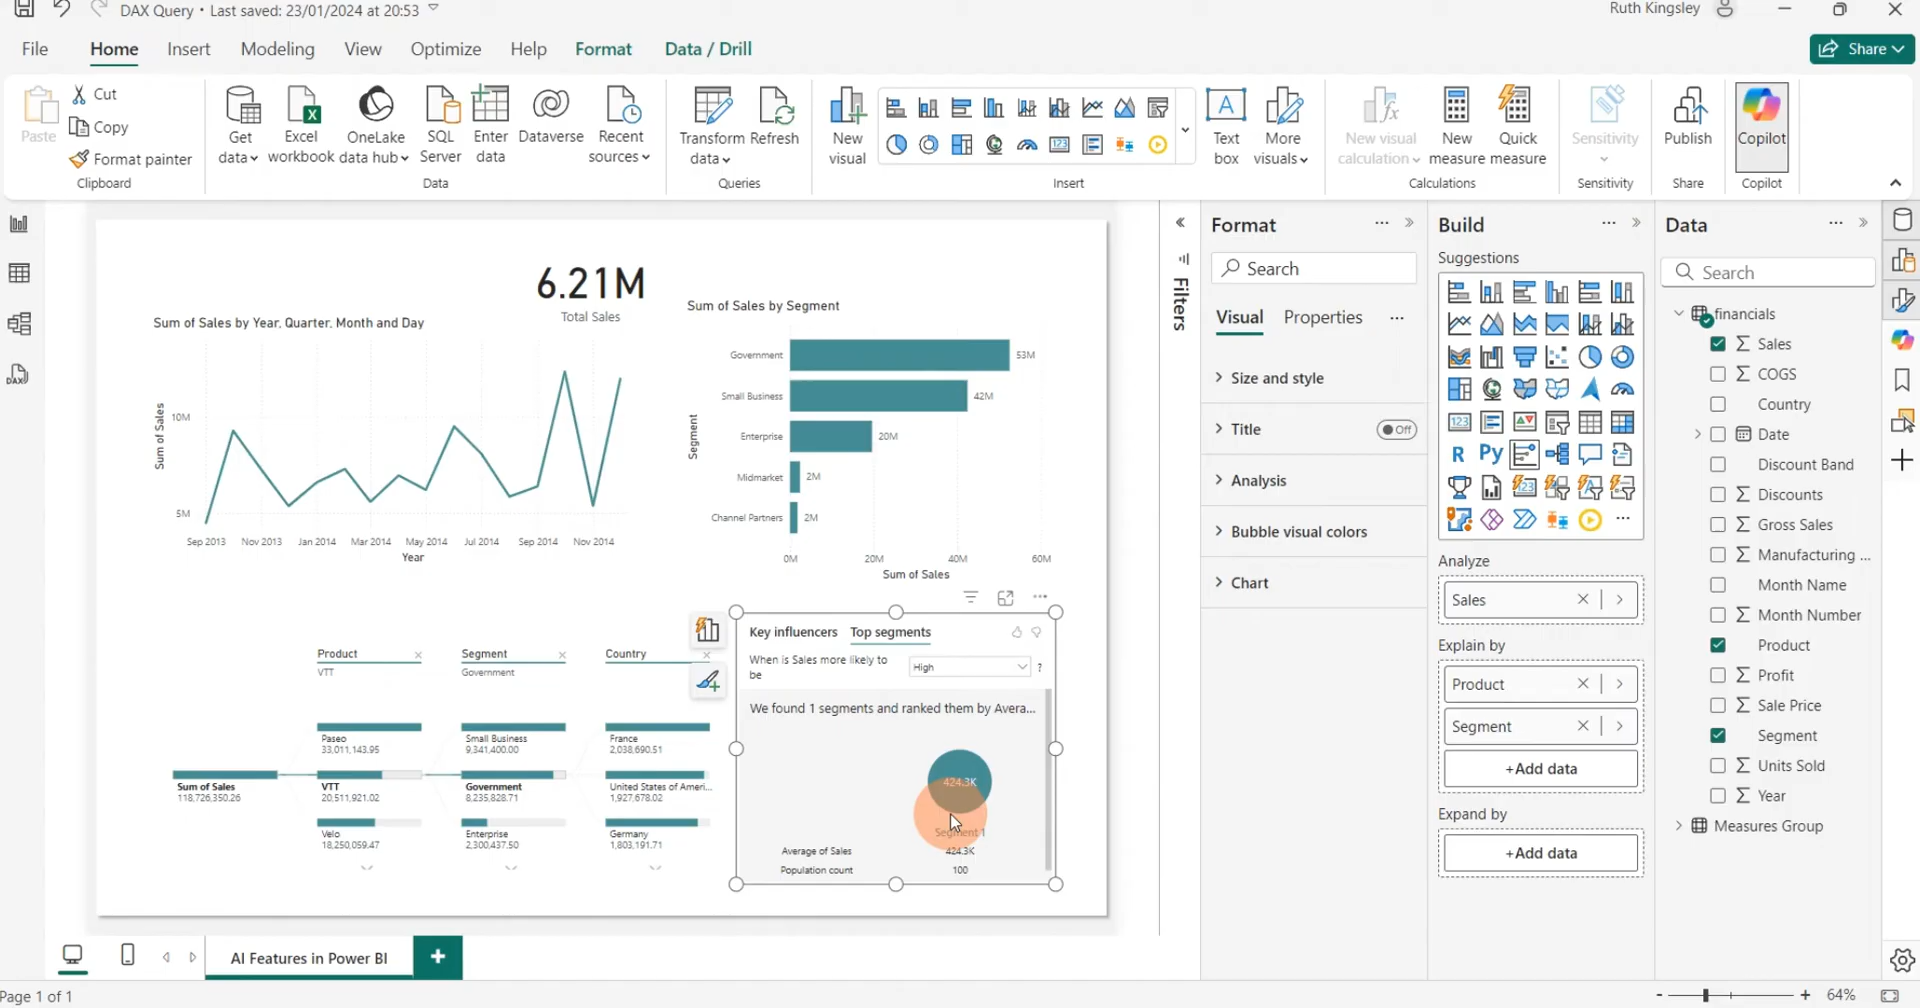 DAX Query • Last saved: 23/01/2024 at 20:53
Ruth Kingsley
File Home Insert Modeling View Optimize Help Format Data / Drill
Share
Paste
Cut
Copy
Format painter
Clipboard
Get data
Excel workbook
OneLake data hub
SQL Server
Enter data
Dataverse
Recent sources
Data
Transform data
Refresh
Queries
New visual
Text box
More visuals
Insert
New visual calculation
New measure
Quick measure
Calculations
Sensitivity
Sensitivity
Publish
Share
Copilot
Copilot
6.21M
Total Sales
Sum of Sales by Year, Quarter, Month and Day
Sum of Sales
10M
5M
Sep 2013 Nov 2013 Jan 2014 Mar 2014 May 2014 Jul 2014 Sep 2014 Nov 2014
Year
Sum of Sales by Segment
Segment
Government 53M
Small Business 42M
Enterprise 20M
Midmarket 2M
Channel Partners 2M
0M 20M 40M 60M
Sum of Sales
Product
VTT
Segment
Government
Country
Sum of Sales
118,726,350.26
Paseo
33,011,143.95
VTT
20,511,921.02
Velo
18,250,059.47
Small Business
9,341,400.00
Government
8,235,828.71
Enterprise
2,300,437.50
France
2,038,690.51
United States of Ameri...
1,927,678.02
Germany
1,803,191.71
Key influencers Top segments
When is Sales more likely to
be
High
?
We found 1 segments and ranked them by Avera...
424.3K
Segment 1
Average of Sales 424.3K
Population count 100
Filters
Format
Search
Visual Properties
Size and style
Title Off
Analysis
Bubble visual colors
Chart
Build
Suggestions
R Py
123
Analyze
Sales
Explain by
Product
Segment
+Add data
Expand by
+Add data
Data
Search
financials
Sales
COGS
Country
Date
Discount Band
Discounts
Gross Sales
Manufacturing ...
Month Name
Month Number
Product
Profit
Sale Price
Segment
Units Sold
Year
Measures Group
DAX
AI Features in Power BI
Page 1 of 1
64%